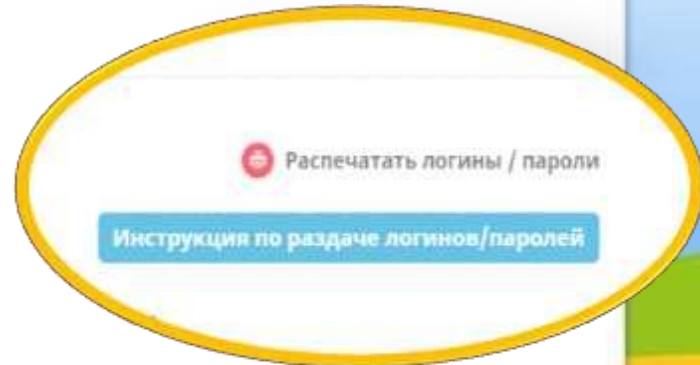 Распечатать логины / пароли
Инструкция по раздаче логинов/паролей